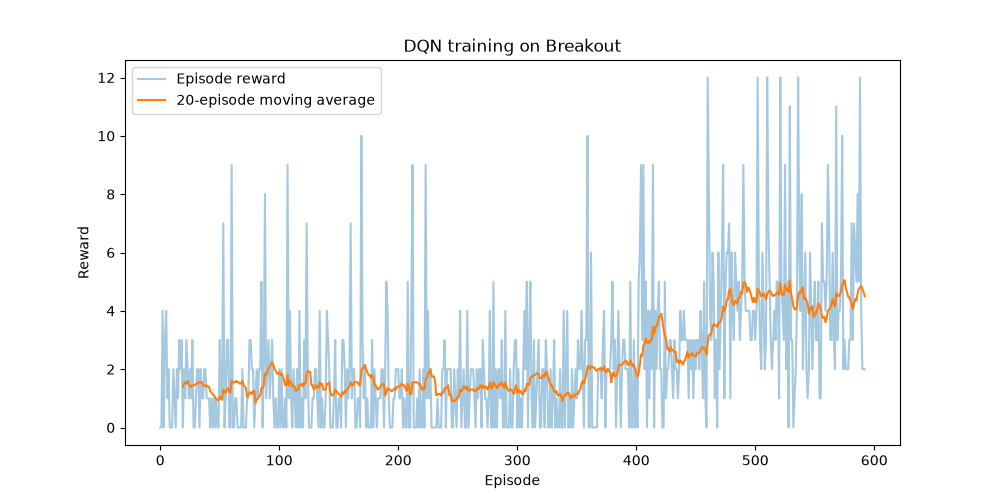 DQN training on Breakout
Episode reward
20-episode moving average
Reward
12
10
8
6
4
2
0
0 100 200 300 400 500 600
Episode